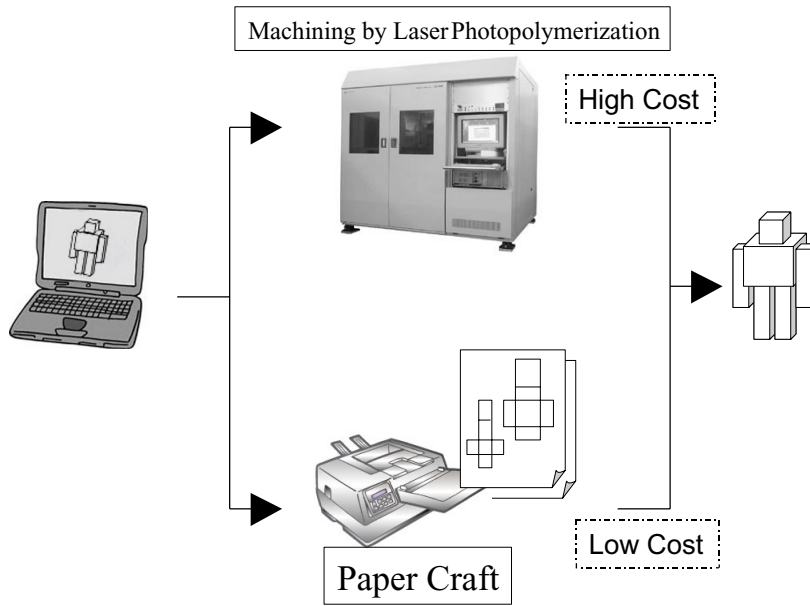 Machining by Laser Photopolymerization
High Cost
Low Cost
Paper Craft